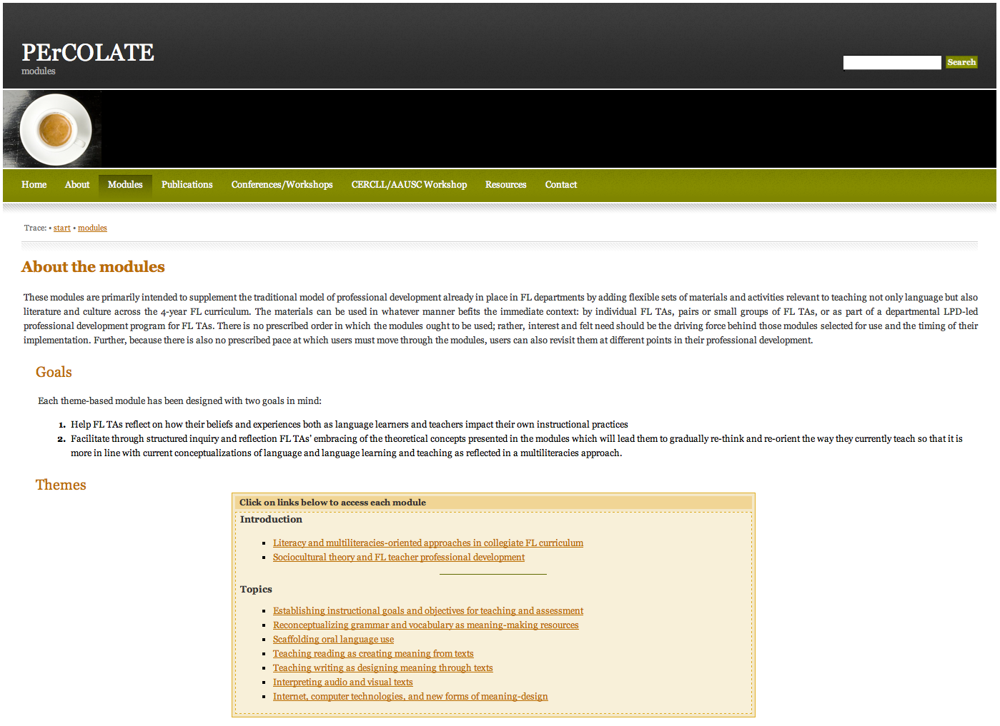 PErCOLATE
modules
Search
Home About Modules Publications Conferences/Workshops CERCLL/AAUSC Workshop Resources Contact
Trace: • start • modules
About the modules
These modules are primarily intended to supplement the traditional model of professional development already in place in FL departments by adding flexible sets of materials and activities relevant to teaching not only language but also
literature and culture across the 4-year FL curriculum. The materials can be used in whatever manner befits the immediate context: by individual FL TAs, pairs or small groups of FL TAs, or as part of a departmental LPD-led
professional development program for FL TAs. There is no prescribed order in which the modules ought to be used; rather, interest and felt need should be the driving force behind those modules selected for use and the timing of their
implementation. Further, because there is also no prescribed pace at which users must move through the modules, users can also revisit them at different points in their professional development.
Goals
Each theme-based module has been designed with two goals in mind:
1. Help FL TAs reflect on how their beliefs and experiences both as language learners and teachers impact their own instructional practices
2. Facilitate through structured inquiry and reflection FL TAs' embracing of the theoretical concepts presented in the modules which will lead them to gradually re-think and re-orient the way they currently teach so that it is
more in line with current conceptualizations of language and language learning and teaching as reflected in a multiliteracies approach.
Themes
Click on links below to access each module
Introduction
▪ Literacy and multiliteracies-oriented approaches in collegiate FL curriculum
▪ Sociocultural theory and FL teacher professional development
Topics
▪ Establishing instructional goals and objectives for teaching and assessment
▪ Reconceptualizing grammar and vocabulary as meaning-making resources
▪ Scaffolding oral language use
▪ Teaching reading as creating meaning from texts
▪ Teaching writing as designing meaning through texts
▪ Interpreting audio and visual texts
▪ Internet, computer technologies, and new forms of meaning-design